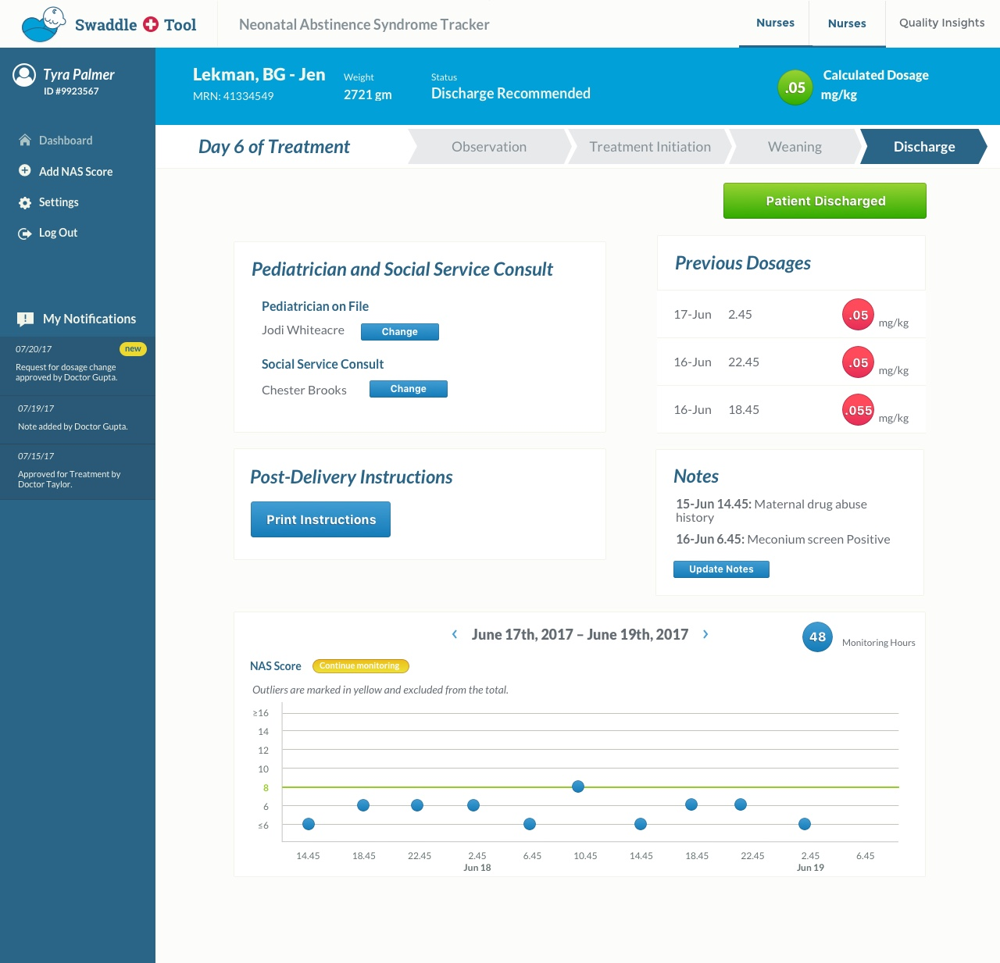 Swaddle Tool
Neonatal Abstinence Syndrome Tracker
Nurses
Nurses
Quality Insights
Tyra Palmer
ID #9923567
Dashboard
Add NAS Score
Settings
Log Out
My Notifications
07/20/17
new
Request for dosage change
approved by Doctor Gupta.
07/19/17
Note added by Doctor Gupta.
07/15/17
Approved for Treatment by
Doctor Taylor.
Lekman, BG - Jen
MRN: 41334549
Weight
2721 gm
Status
Discharge Recommended
.05
Calculated Dosage
mg/kg
Day 6 of Treatment
Observation
Treatment Initiation
Weaning
Discharge
Patient Discharged
Pediatrician and Social Service Consult
Pediatrician on File
Jodi Whiteacre
Change
Social Service Consult
Chester Brooks
Change
Previous Dosages
17-Jun 2.45 .05 mg/kg
16-Jun 22.45 .05 mg/kg
16-Jun 18.45 .055 mg/kg
Post-Delivery Instructions
Print Instructions
Notes
15-Jun 14.45: Maternal drug abuse
history
16-Jun 6.45: Meconium screen Positive
Update Notes
‹ June 17th, 2017 – June 19th, 2017 ›
48 Monitoring Hours
NAS Score
Continue monitoring
Outliers are marked in yellow and excluded from the total.
≥16
14
12
10
8
6
≤6
14.45 18.45 22.45 2.45 6.45 10.45 14.45 18.45 22.45 2.45 6.45
Jun 18 Jun 19